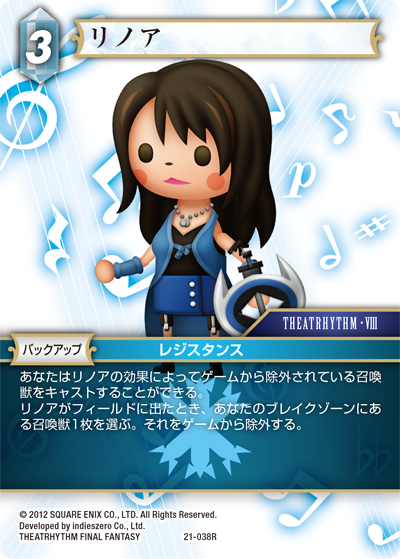 3
リノア
THEATRHYTHM・VIII
バックアップ
レジスタンス
あなたはリノアの効果によってゲームから除外されている召喚
獣をキャストすることができる。
リノアがフィールドに出たとき、あなたのブレイクゾーンにあ
る召喚獣1枚を選ぶ。それをゲームから除外する。
© 2012 SQUARE ENIX CO., LTD. All Rights Reserved.
Developed by indieszero Co., Ltd.
THEATRHYTHM FINAL FANTASY
21-038R